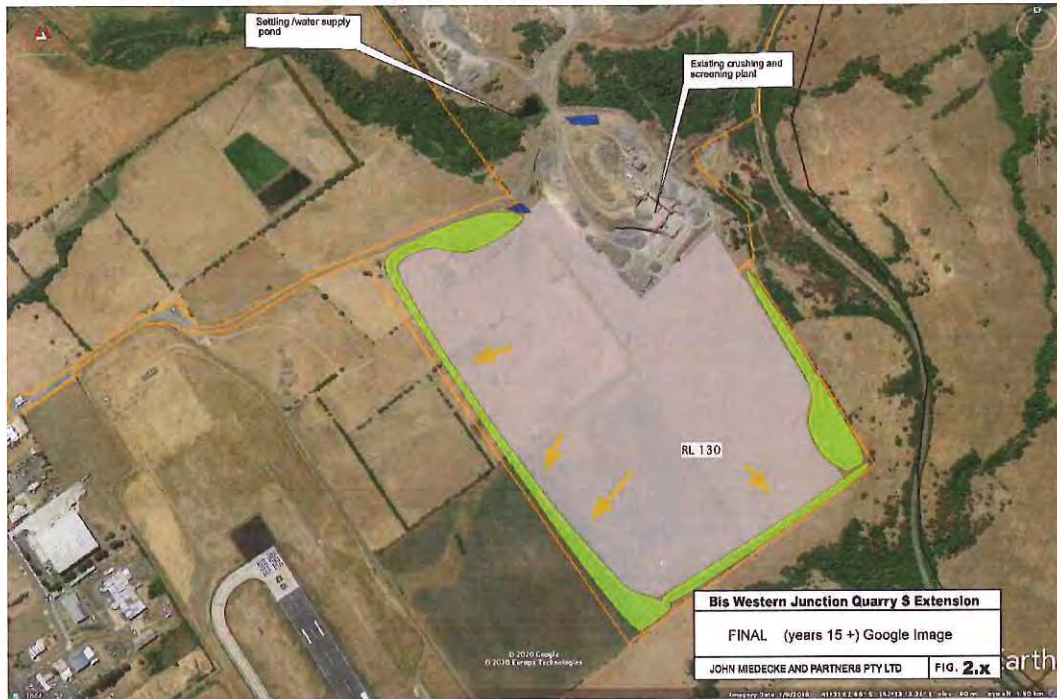 Settling /water supply
pond
Existing crushing and
screening plant
RL 130
Bis Western Junction Quarry S Extension
FINAL (years 15 +) Google Image
JOHN MIEDECKE AND PARTNERS PTY LTD
FIG. 2.x
© 2020 Google
© 2020 Europa Technologies
arth